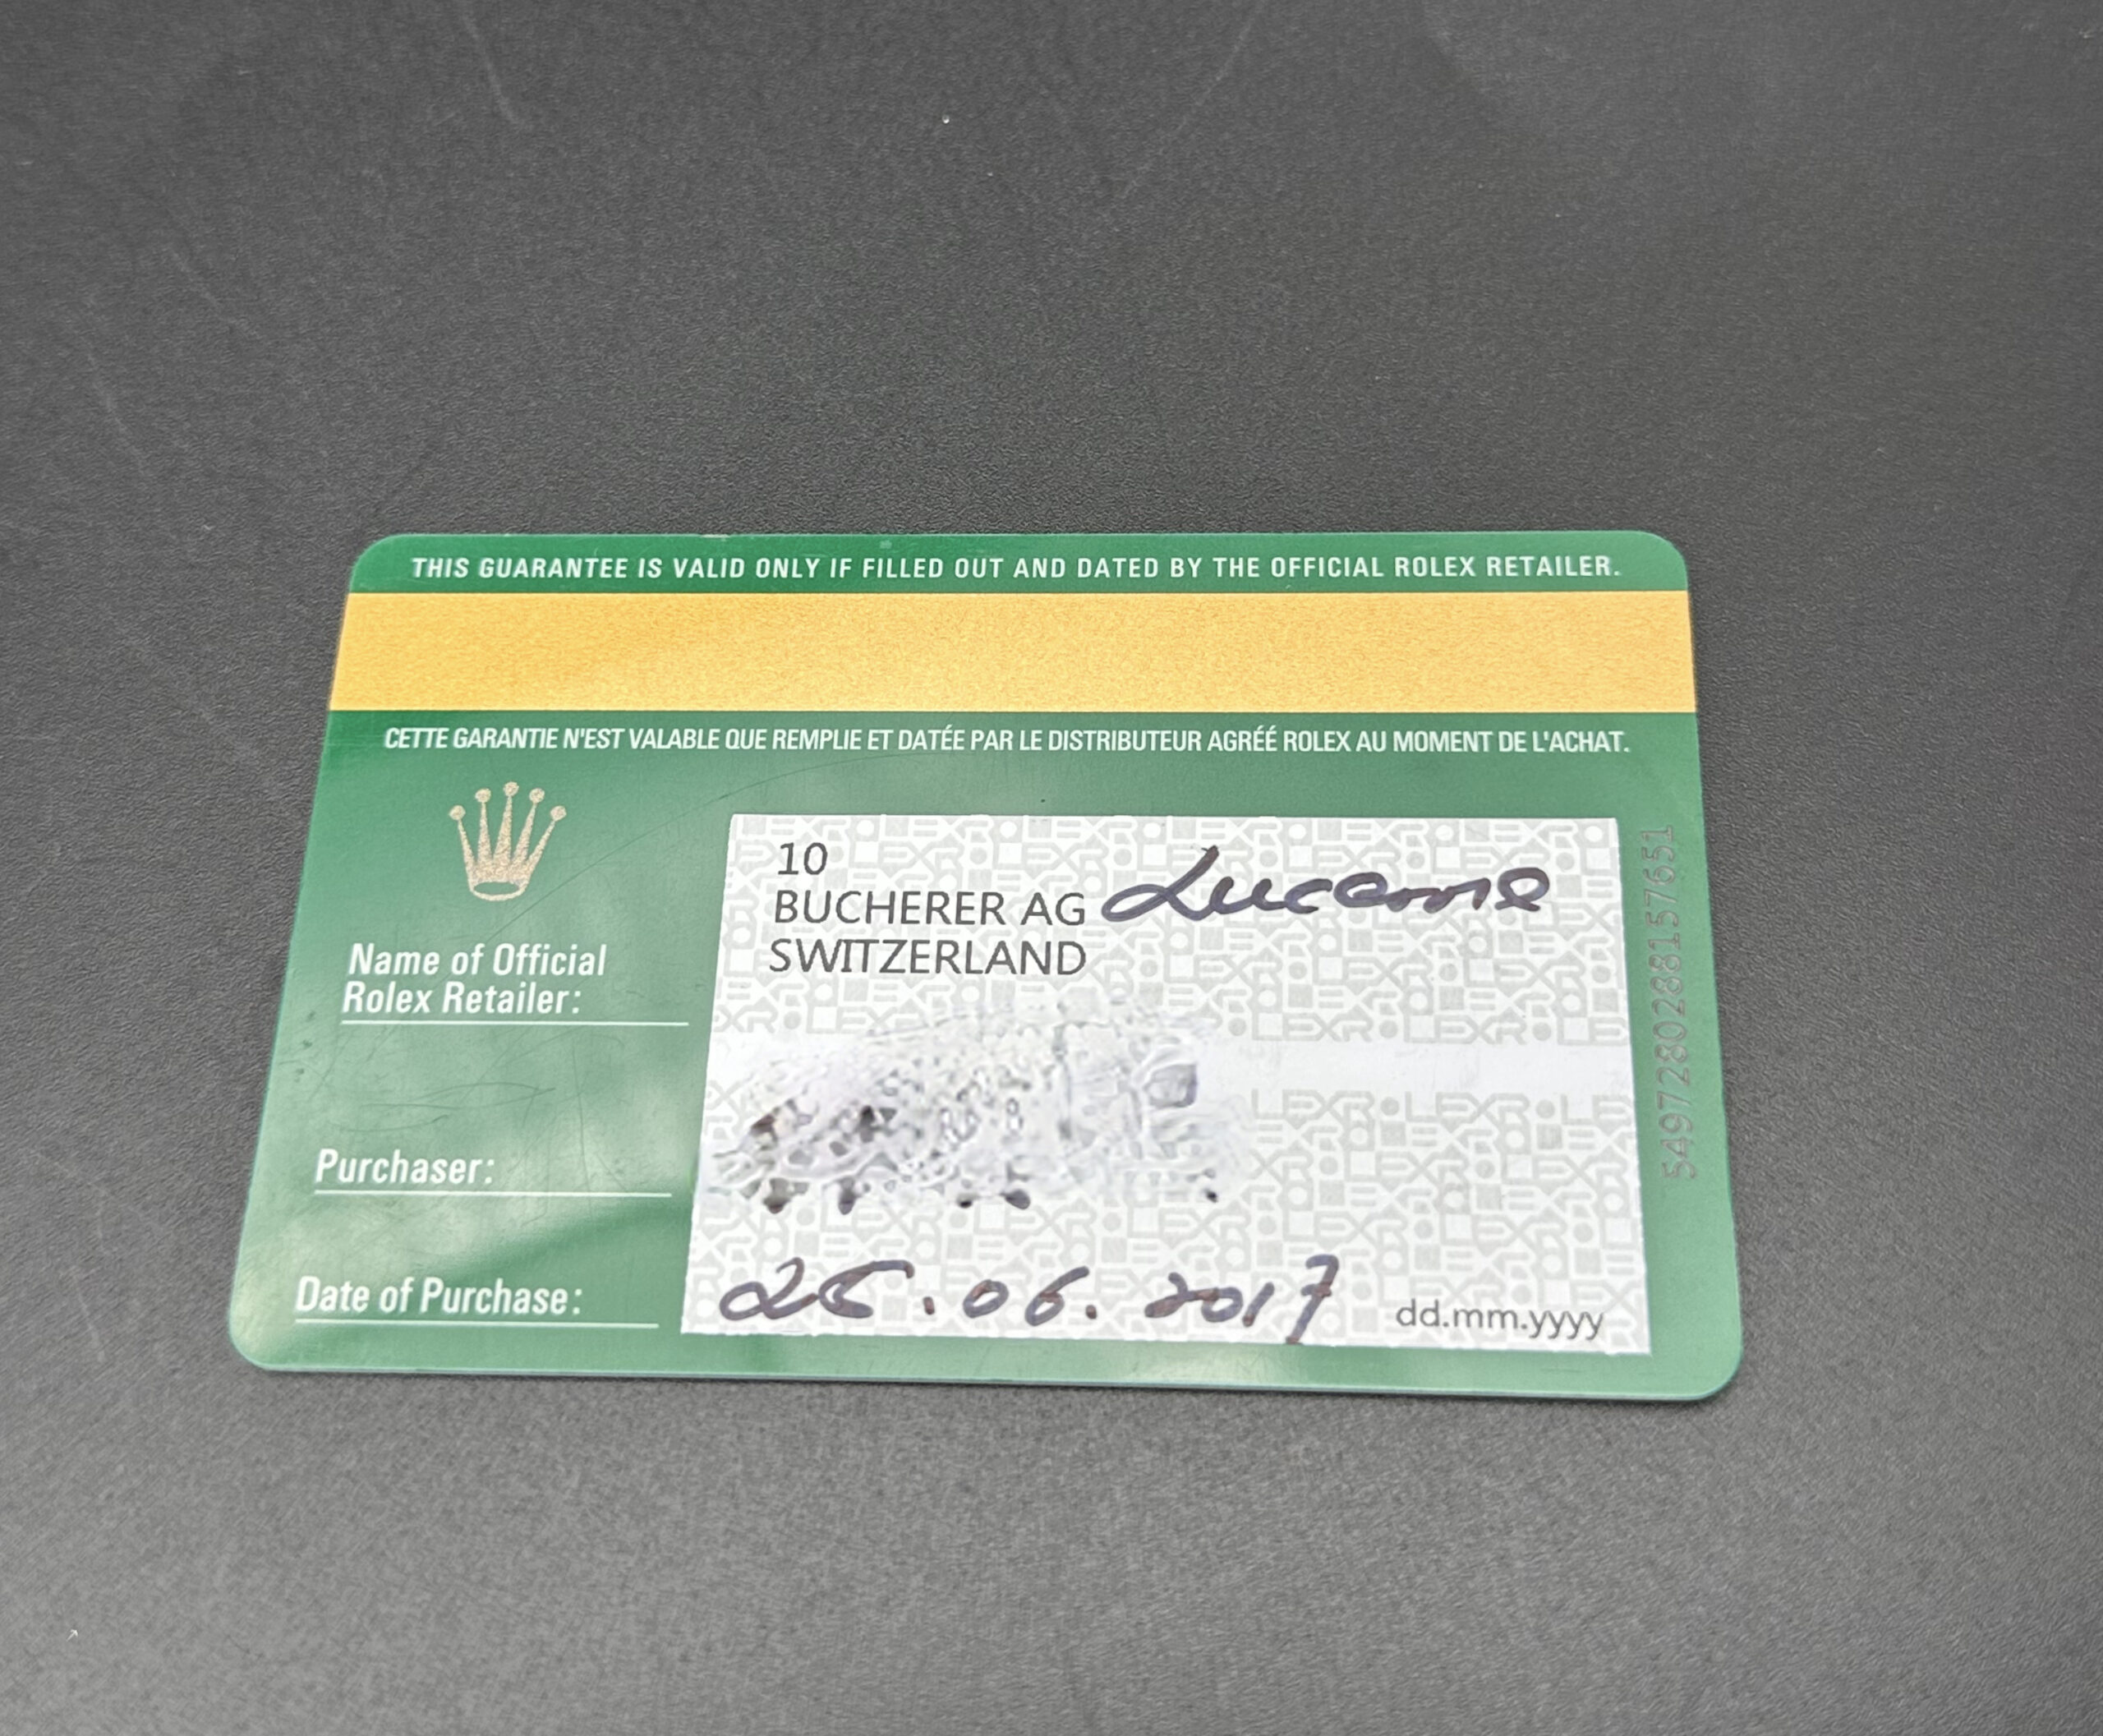 THIS GUARANTEE IS VALID ONLY IF FILLED OUT AND DATED BY THE OFFICIAL ROLEX RETAILER.
CETTE GARANTIE N'EST VALABLE QUE REMPLIE ET DATÉE PAR LE DISTRIBUTEUR AGRÉÉ ROLEX AU MOMENT DE L'ACHAT.
Name of Official
Rolex Retailer:
10
BUCHERER AG Lucerne
SWITZERLAND
Purchaser:
Date of Purchase:
25.06.2017 dd.mm.yyyy
5497280288157651